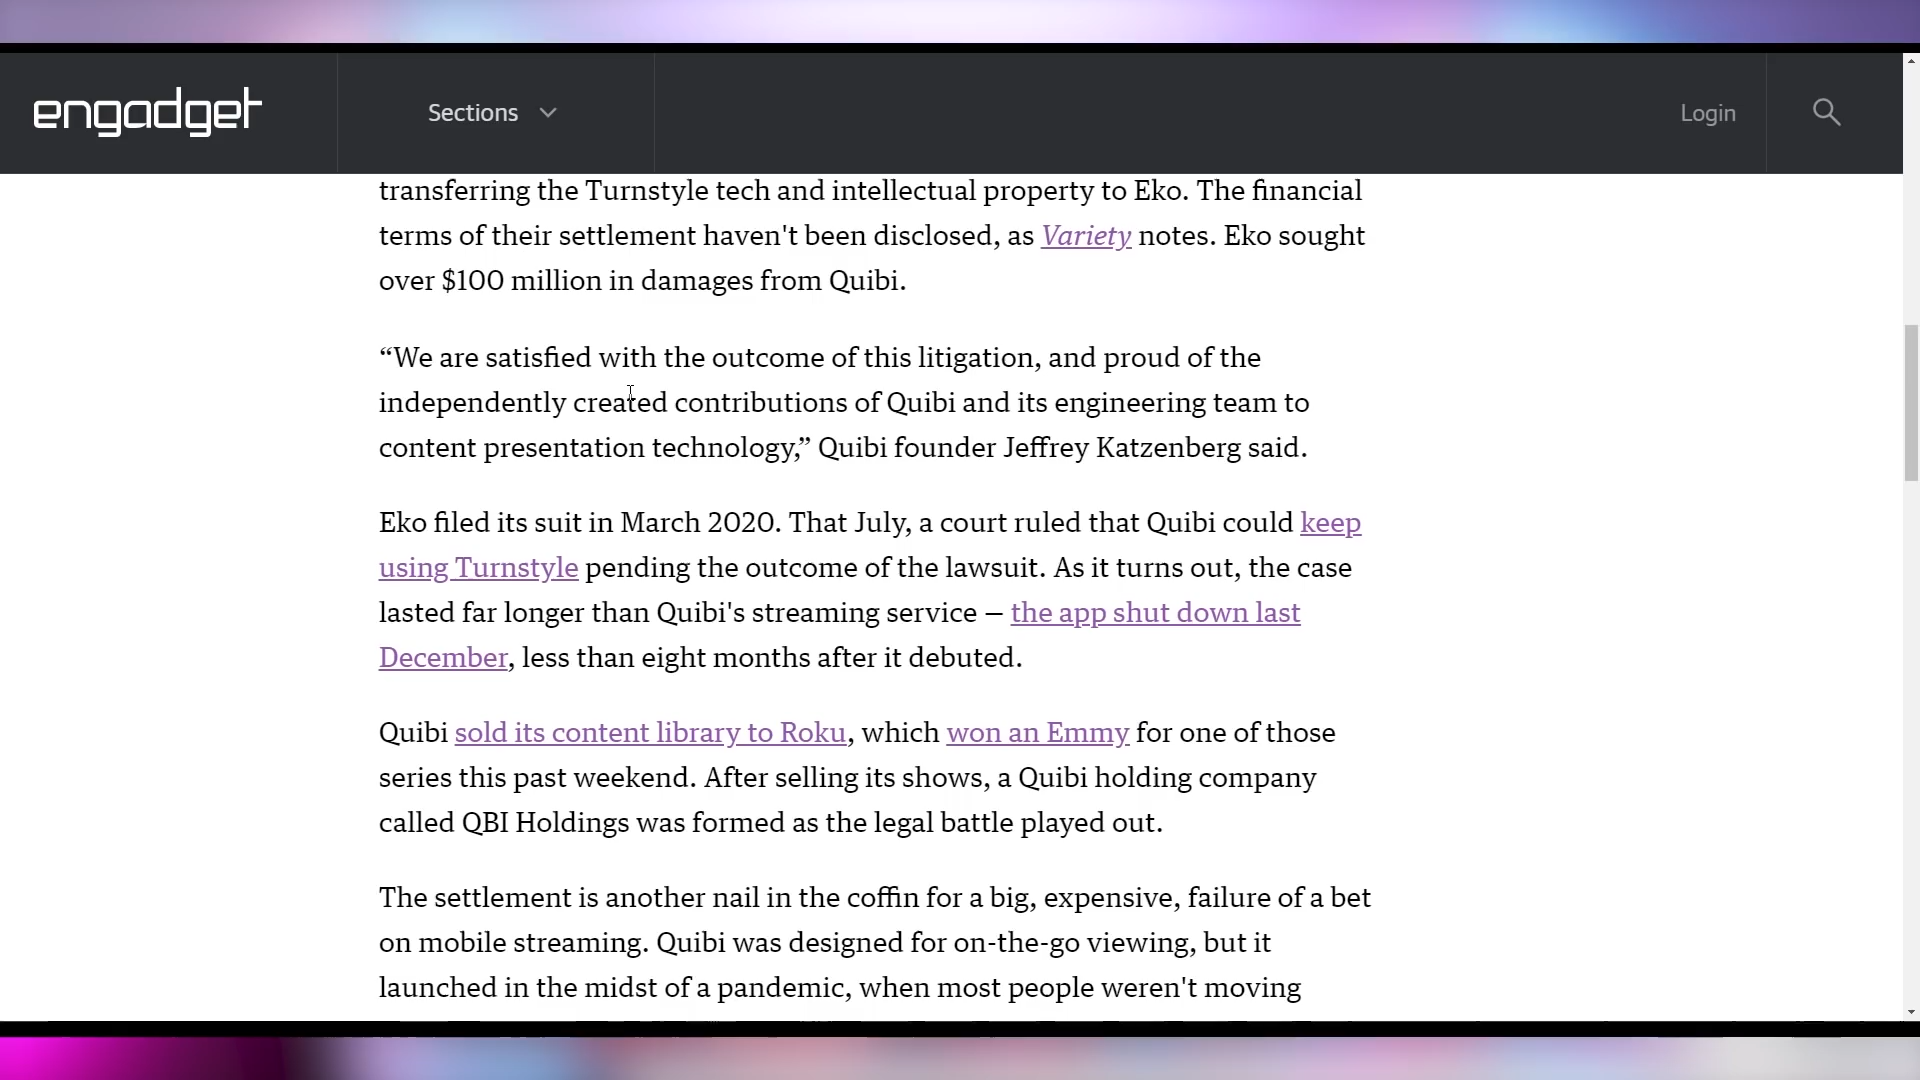 engadget
Sections
Login
transferring the Turnstyle tech and intellectual property to Eko. The financial
terms of their settlement haven't been disclosed, as Variety notes. Eko sought
over $100 million in damages from Quibi.
“We are satisfied with the outcome of this litigation, and proud of the
independently created contributions of Quibi and its engineering team to
content presentation technology,” Quibi founder Jeffrey Katzenberg said.
Eko filed its suit in March 2020. That July, a court ruled that Quibi could keep
using Turnstyle pending the outcome of the lawsuit. As it turns out, the case
lasted far longer than Quibi's streaming service — the app shut down last
December, less than eight months after it debuted.
Quibi sold its content library to Roku, which won an Emmy for one of those
series this past weekend. After selling its shows, a Quibi holding company
called QBI Holdings was formed as the legal battle played out.
The settlement is another nail in the coffin for a big, expensive, failure of a bet
on mobile streaming. Quibi was designed for on-the-go viewing, but it
launched in the midst of a pandemic, when most people weren't moving